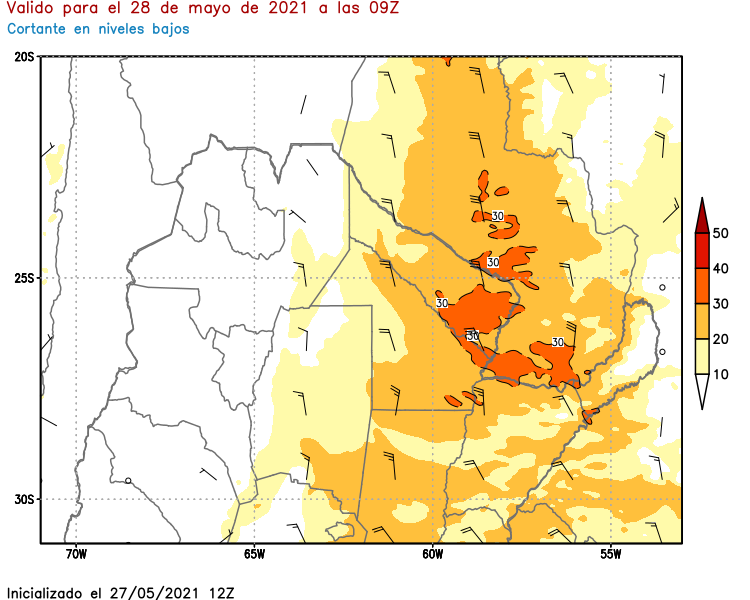 Valido para el 28 de mayo de 2021 a las 09Z
Cortante en niveles bajos
20S
30
30
25S
30
30
30
30S
70W
65W
60W
55W
50
40
30
20
10
Inicializado el 27/05/2021 12Z